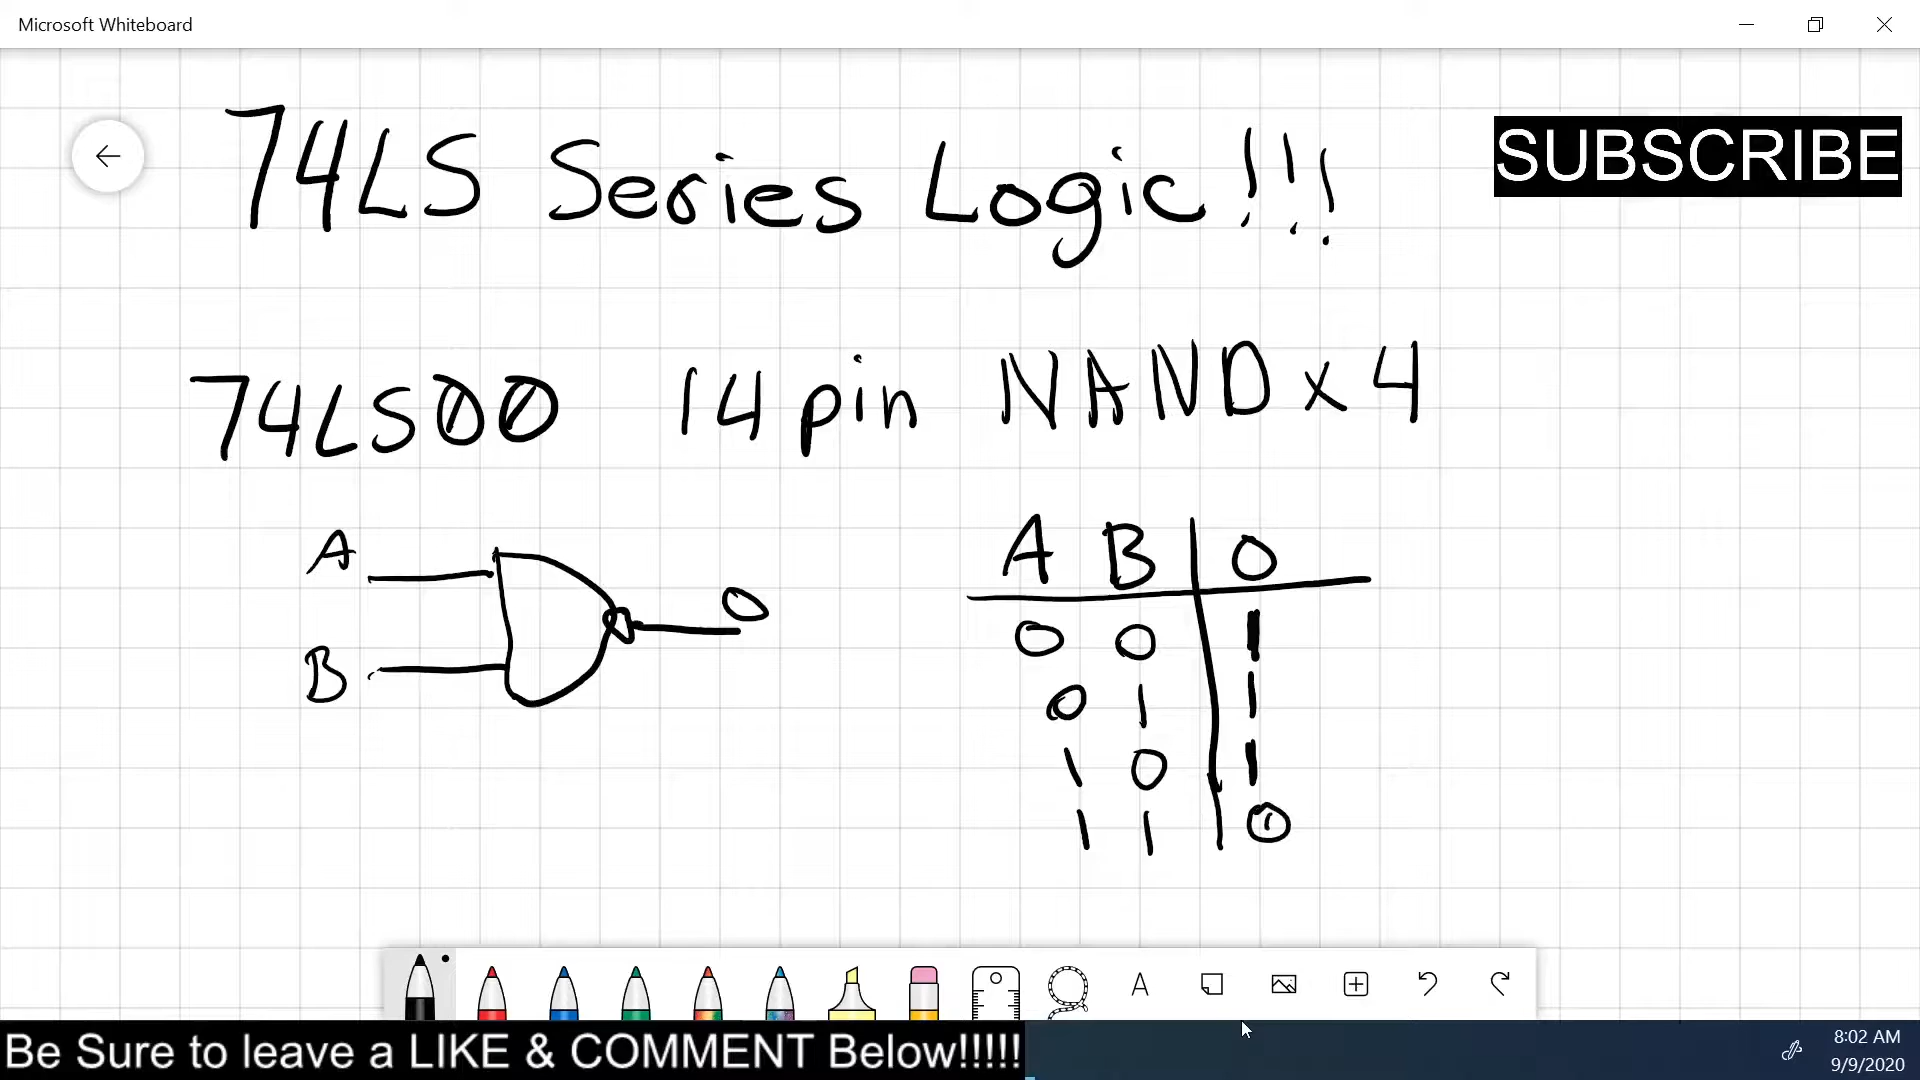 Microsoft Whiteboard
74LS Series Logic!!!
SUBSCRIBE
74LS00 14 pin NAND x 4
A
B
O
A B O
0 0 1
0 1 1
1 0 1
1 1 0
A
Be Sure to leave a LIKE & COMMENT Below!!!!!
8:02 AM
9/9/2020